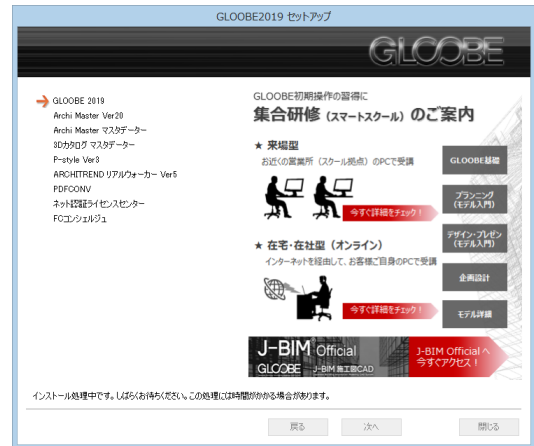 GLOOBE2019 セットアップ
GLOOBE
GLOOBE 2019
Archi Master Ver20
Archi Master マスタデーター
3Dカタログ マスタデーター
P-style Ver3
ARCHITREND リアルウォーカー Ver5
PDFCONV
ネット認証ライセンスセンター
FCコンシェルジュ
GLOOBE初期操作の習得に
集合研修 (スマートスクール) のご案内
★ 来場型
お近くの営業所（スクール拠点）のPCで受講
今すぐ詳細をチェック！
★ 在宅・在社型（オンライン）
インターネットを経由して、お客様ご自身のPCで受講
今すぐ詳細をチェック！
GLOOBE基礎
プランニング
(モデル入門)
デザイン・プレゼン
(モデル入門)
企画設計
モデル詳細
J-BIM Official
GLOOBE J-BIM 施工図CAD
J-BIM Official へ
今すぐアクセス！
インストール処理中です。しばらくお待ちください。この処理には時間がかかる場合があります。
戻る
次へ
閉じる